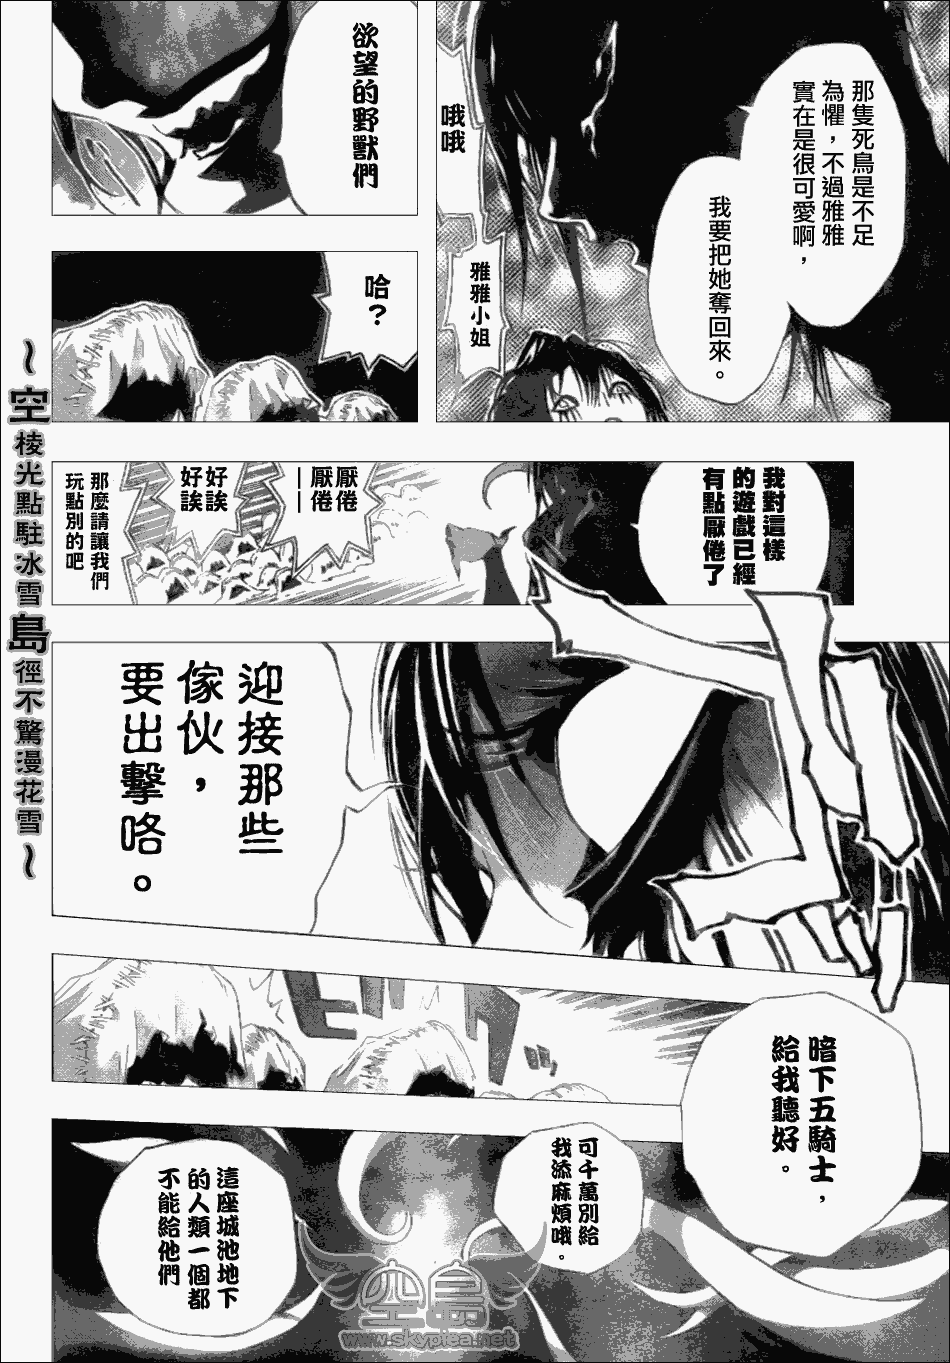 那隻死鳥是不足
為懼，不過雅雅
實在是很可愛啊，
我要把她奪回來。
哦哦
雅雅小姐
欲望的野獸們
哈？
我對這樣
的遊戲已經
有點厭倦了
厭倦
厭倦——
好誒
好誒
那麼請讓我們
玩點別的吧
迎接那些
傢伙，
要出擊咯。
暗下五騎士，
給我聽好。
可千萬別給
我添麻煩哦。
這座城池地下
的人類一個都
不能給他們
～空棱光點駐冰雪島徑不驚漫花雪～
空島
www.skyplea.net